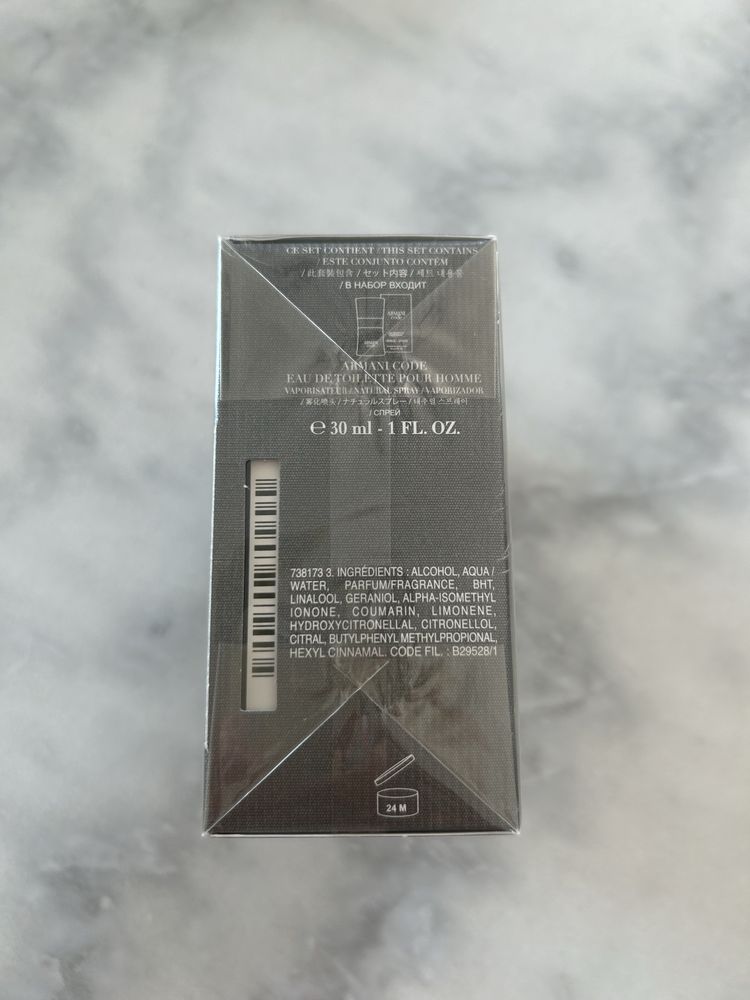 CE SET CONTIENT / THIS SET CONTAINS
/ ESTE CONJUNTO CONTÉM
/ 此套裝包含 / セット内容 / 세트 내용물
/ В НАБОР ВХОДИТ
ARMANI
CODE
ARMANI CODE
EAU DE TOILETTE POUR HOMME
VAPORISATEUR / NATURAL SPRAY / VAPORIZADOR
/ 霧化喷头 / ナチュラルスプレー / 내추럴 스프레이
/ СПРЕЙ
℮ 30 ml - 1 FL. OZ.
738173 3. INGRÉDIENTS : ALCOHOL, AQUA /
WATER, PARFUM/FRAGRANCE, BHT,
LINALOOL, GERANIOL, ALPHA-ISOMETHYL
IONONE, COUMARIN, LIMONENE,
HYDROXYCITRONELLAL, CITRONELLOL,
CITRAL, BUTYLPHENYL METHYLPROPIONAL,
HEXYL CINNAMAL. CODE FIL. : B29528/1
24 M